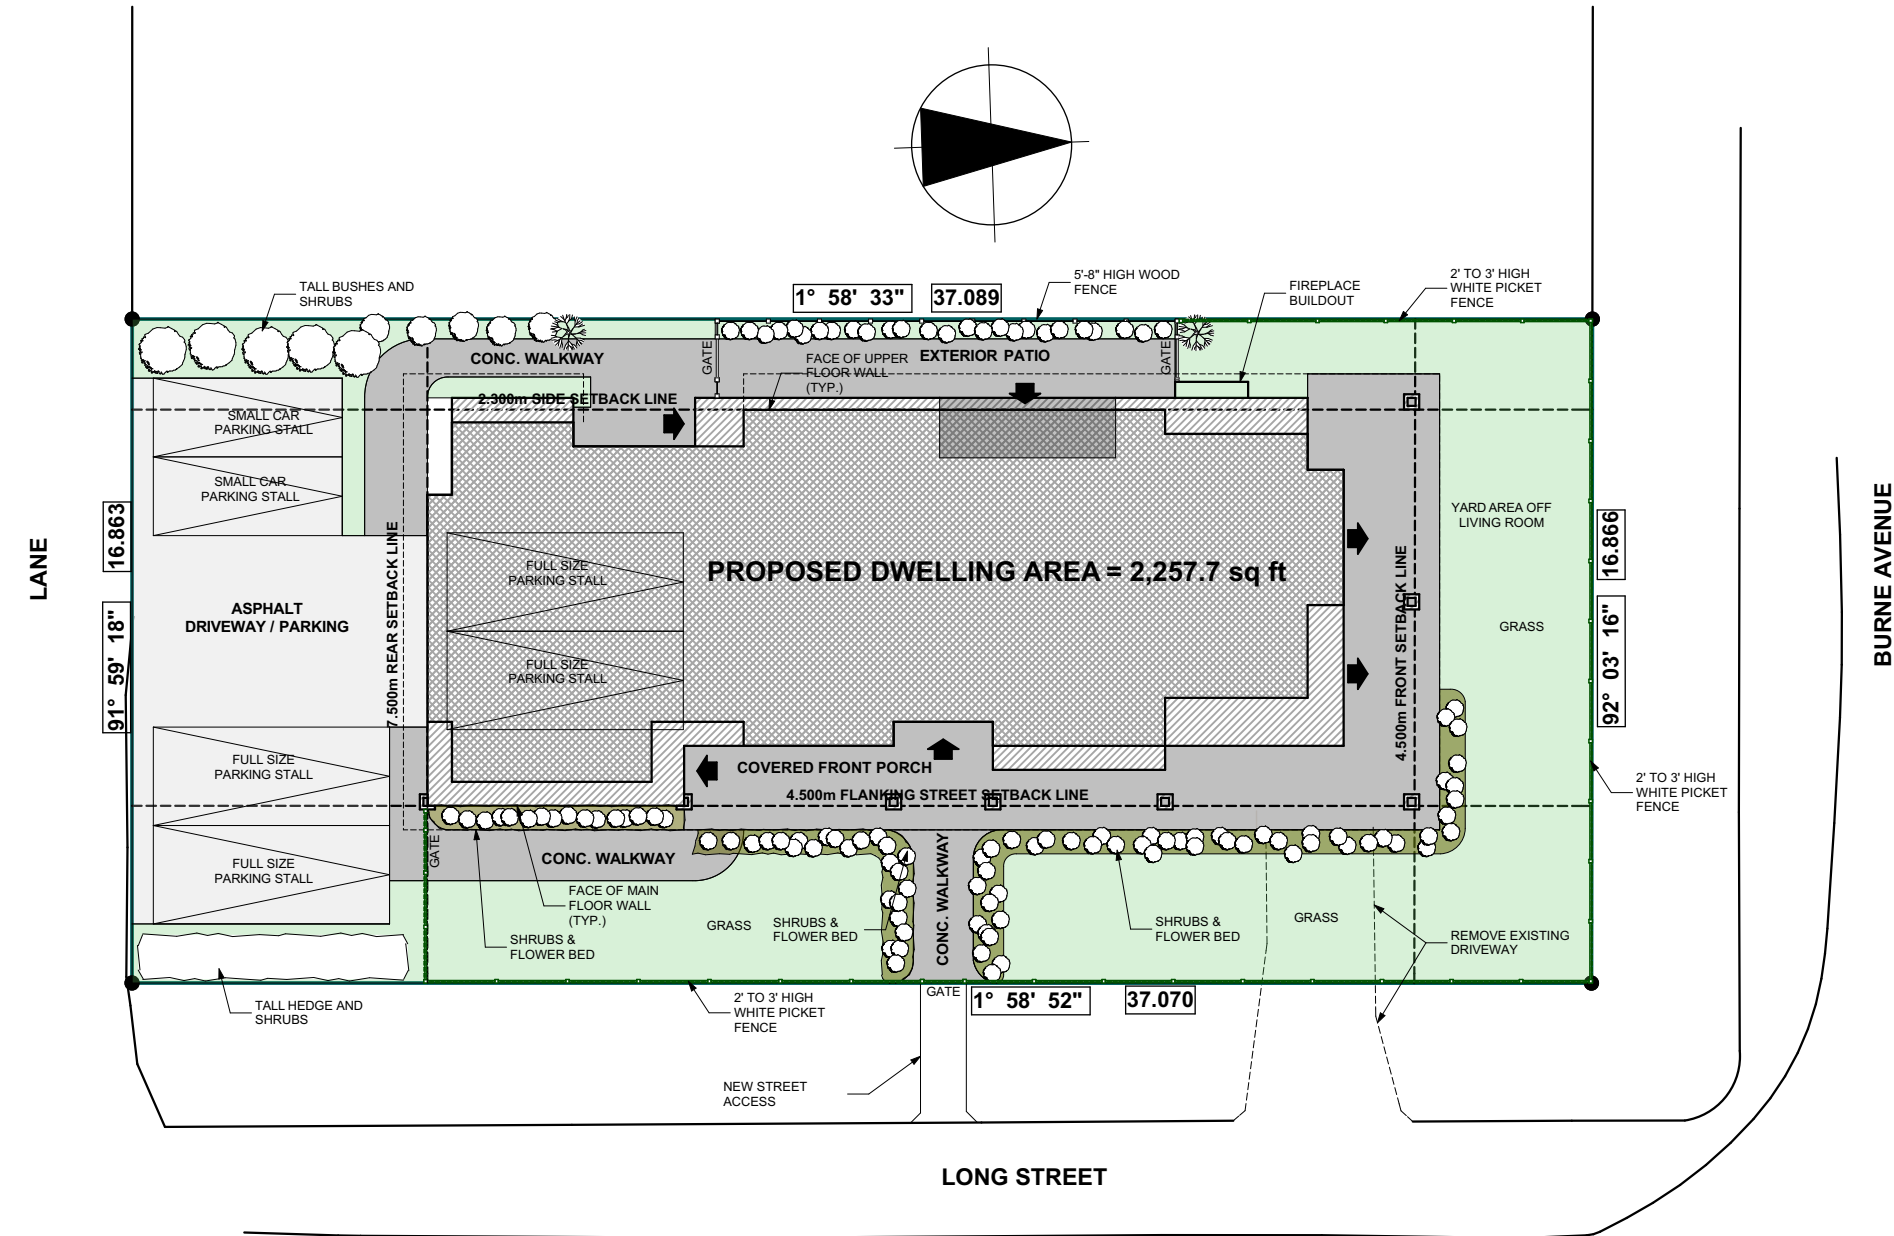 TALL BUSHES AND
SHRUBS
1° 58' 33"
37.089
5'-8" HIGH WOOD
FENCE
FIREPLACE
BUILDOUT
2' TO 3' HIGH
WHITE PICKET
FENCE
CONC. WALKWAY
GATE
FACE OF UPPER
FLOOR WALL
(TYP.)
EXTERIOR PATIO
GATE
2.300m SIDE SETBACK LINE
SMALL CAR
PARKING STALL
SMALL CAR
PARKING STALL
LANE
16.863
91° 59' 18"
ASPHALT
DRIVEWAY / PARKING
7.500m REAR SETBACK LINE
FULL SIZE
PARKING STALL
FULL SIZE
PARKING STALL
PROPOSED DWELLING AREA = 2,257.7 sq ft
4.500m FRONT SETBACK LINE
YARD AREA OFF
LIVING ROOM
GRASS
16.866
92° 03' 16"
BURNE AVENUE
2' TO 3' HIGH
WHITE PICKET
FENCE
FULL SIZE
PARKING STALL
FULL SIZE
PARKING STALL
COVERED FRONT PORCH
4.500m FLANKING STREET SETBACK LINE
GATE
CONC. WALKWAY
FACE OF MAIN
FLOOR WALL
(TYP.)
SHRUBS &
FLOWER BED
GRASS
SHRUBS &
FLOWER BED
CONC. WALKWAY
SHRUBS &
FLOWER BED
GRASS
REMOVE EXISTING
DRIVEWAY
TALL HEDGE AND
SHRUBS
2' TO 3' HIGH
WHITE PICKET
FENCE
GATE
1° 58' 52"
37.070
NEW STREET
ACCESS
LONG STREET